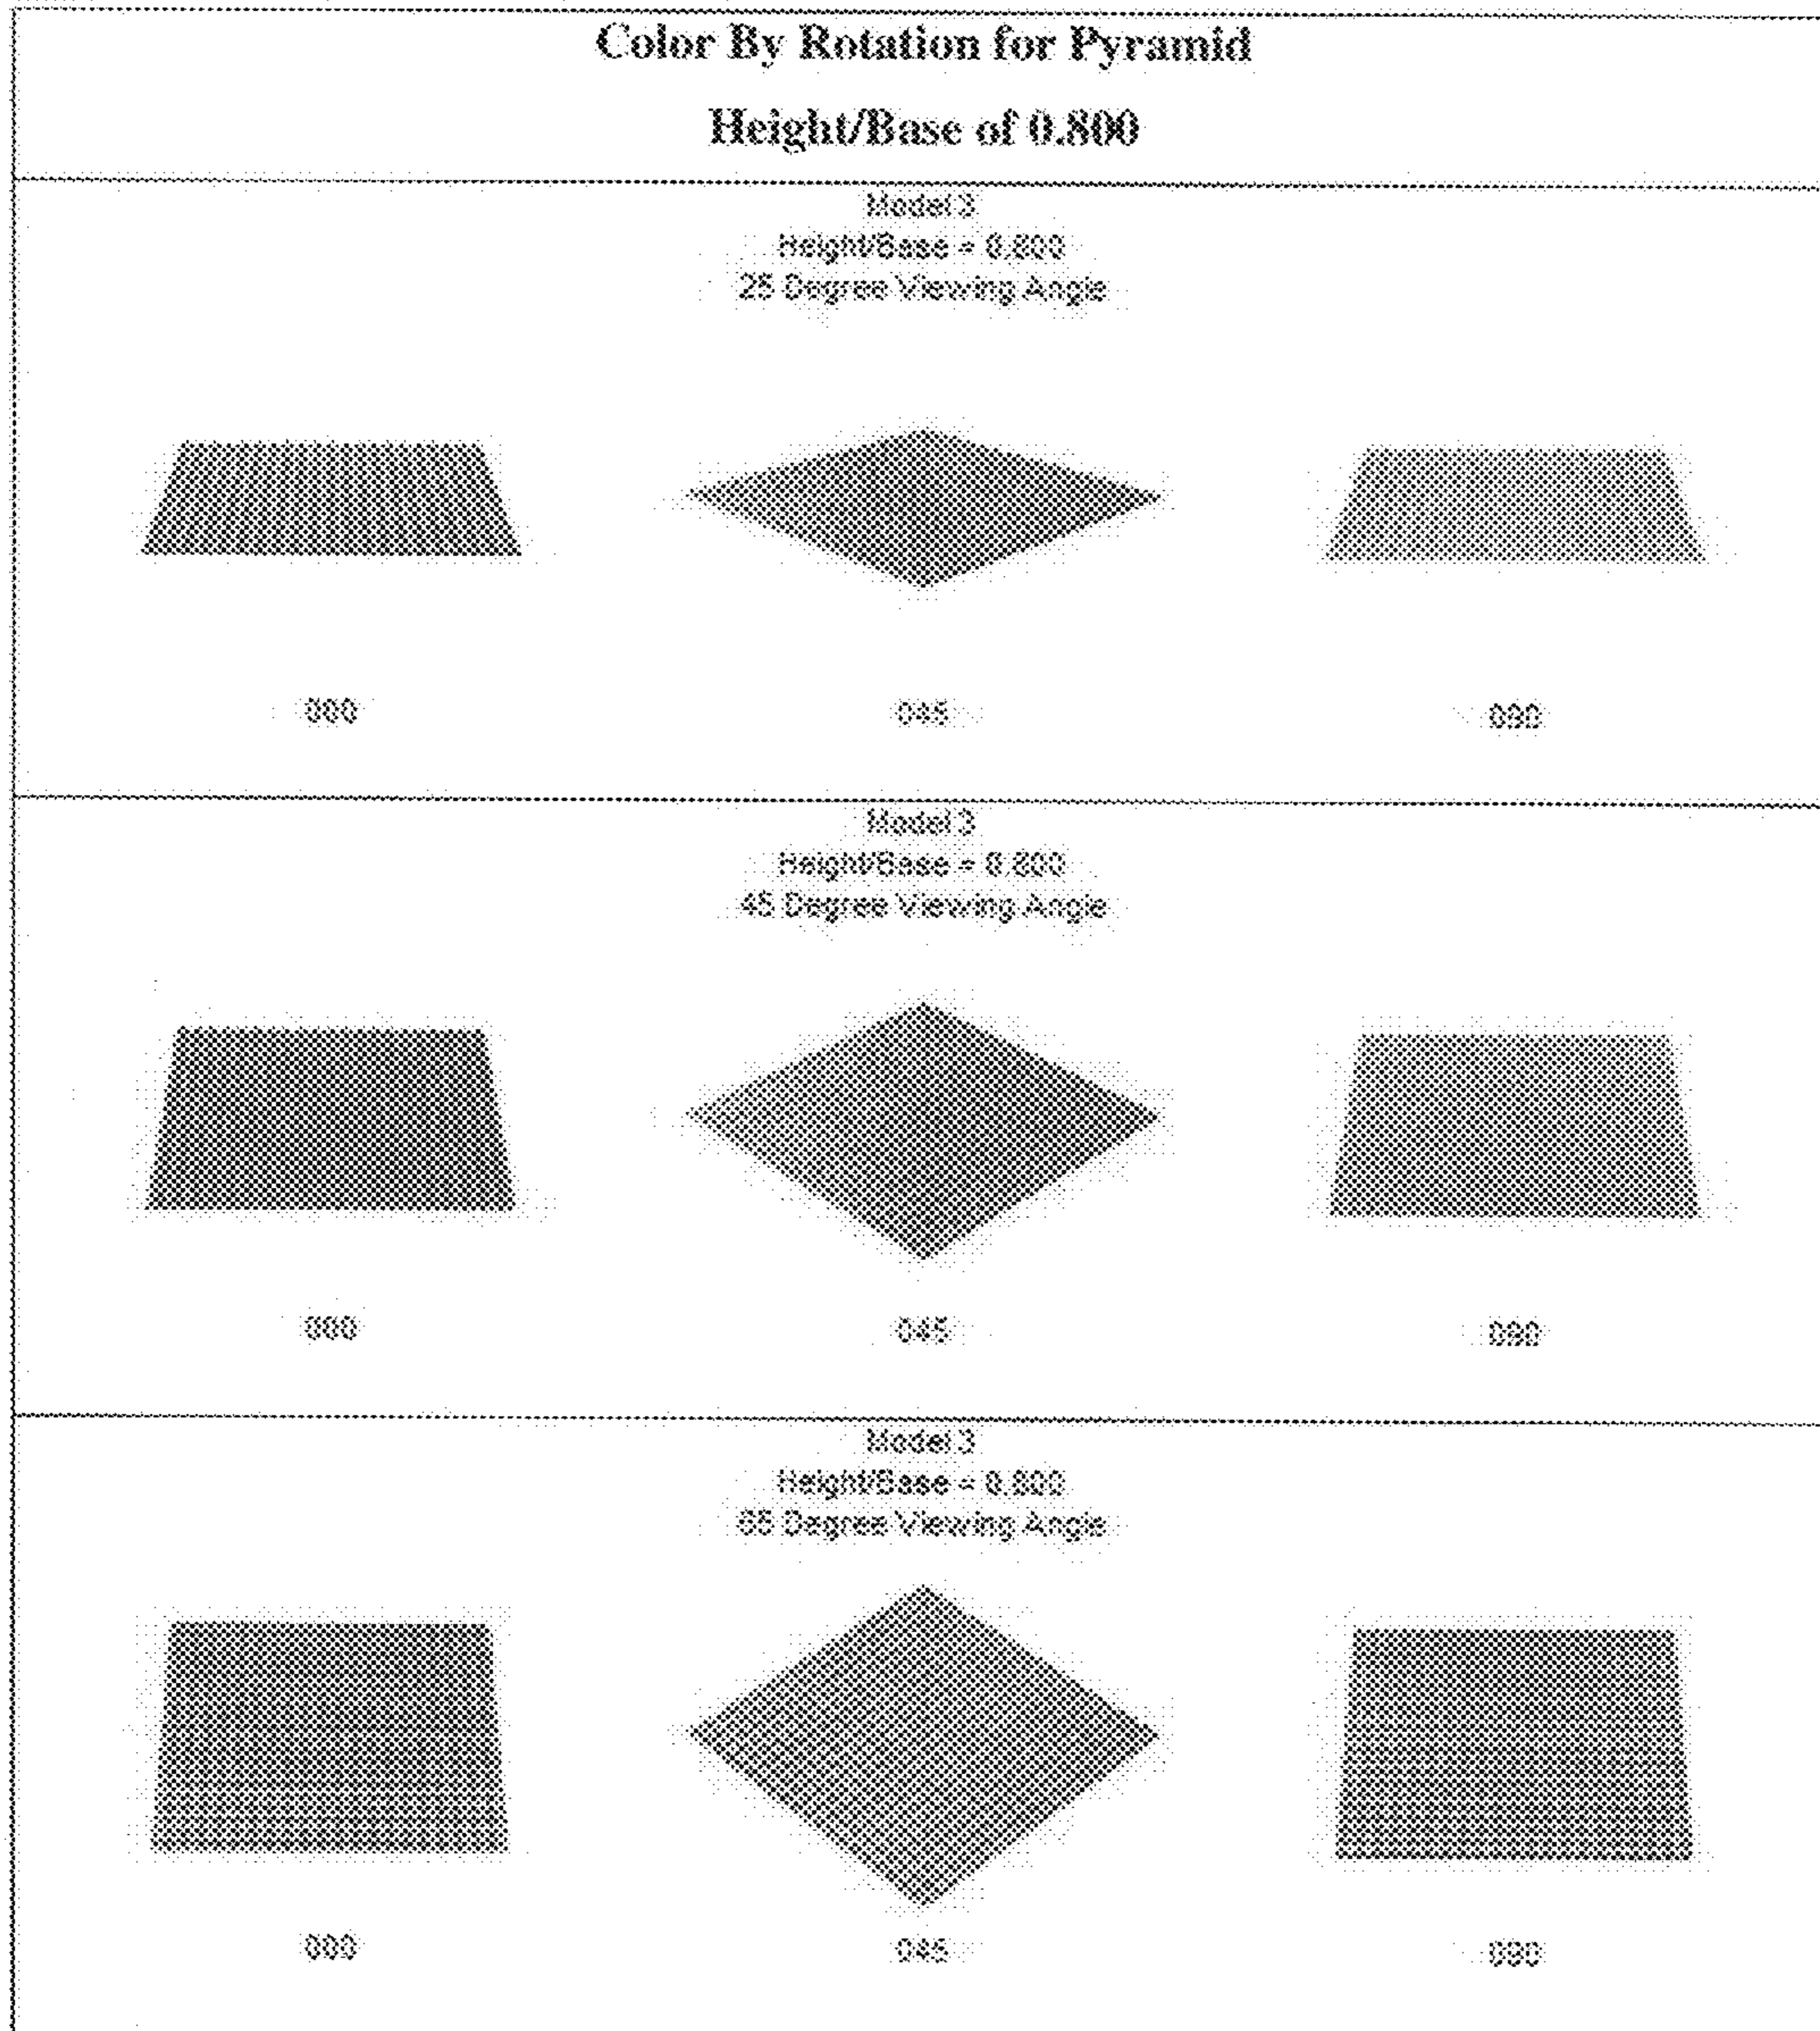 Color By Rotation for Pyramid
Height/Base of 0.800
Model 3
Height/Base = 0.800
25 Degree Viewing Angle
000 045 090
Model 3
Height/Base = 0.800
45 Degree Viewing Angle
000 045 090
Model 3
Height/Base = 0.800
65 Degree Viewing Angle
000 045 090